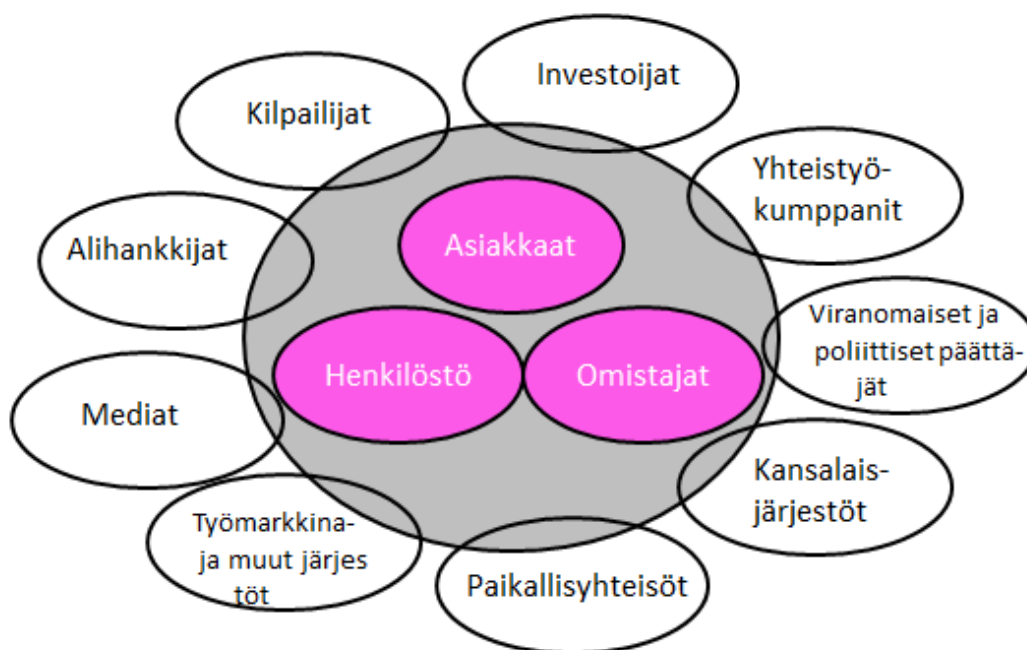 Investoijat
Kilpailijat
Yhteistyö-
kumppanit
Asiakkaat
Alihankkijat
Viranomaiset ja
poliittiset päättä-
jät
Henkilöstö
Omistajat
Mediat
Kansalais-
järjestöt
Työmarkkina-
ja muut järjes
töt
Paikallisyhteisöt